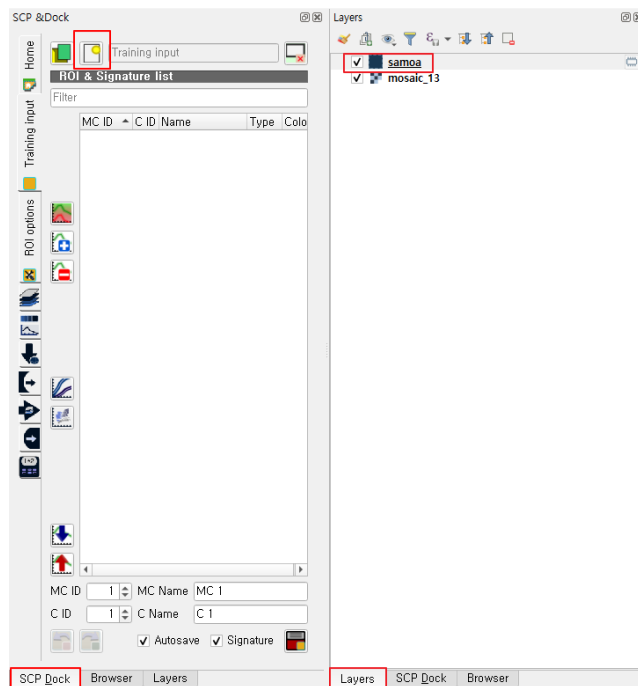 SCP &Dock
Home
Training input
ROI options
Training input
ROI & Signature list
Filter
MC ID C ID Name Type Colo
MC ID 1 MC Name MC 1
C ID 1 C Name C 1
Autosave Signature
SCP Dock Browser Layers
Layers
samoa
mosaic_13
Layers SCP Dock Browser